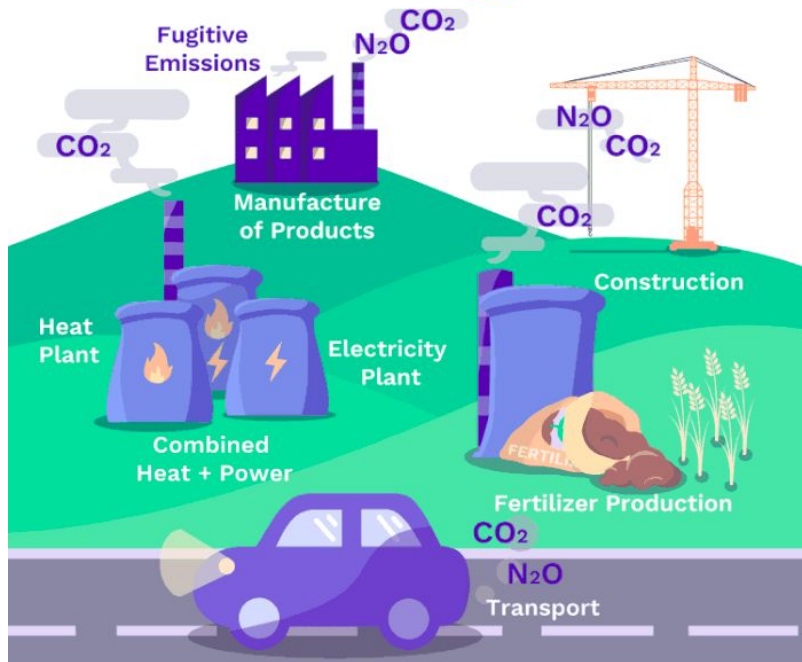 CO₂
N₂O
Fugitive
Emissions
N₂O
CO₂
CO₂
CO₂
Manufacture
of Products
Construction
Heat
Plant
Electricity
Plant
Combined
Heat + Power
FERTILI
Fertilizer Production
CO₂
N₂O
Transport